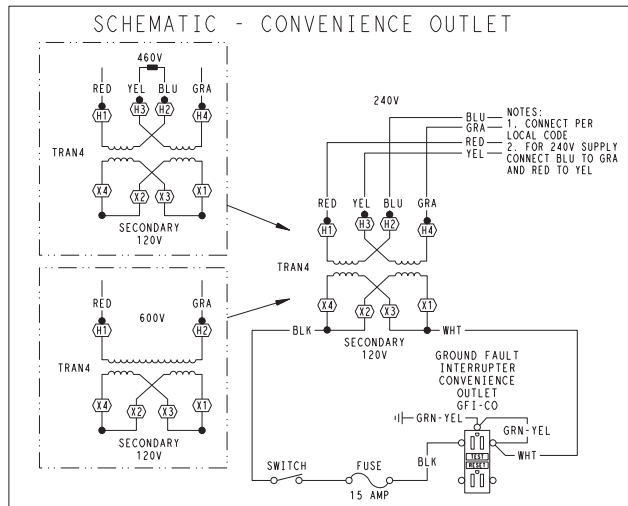 SCHEMATIC - CONVENIENCE OUTLET
460V
RED YEL BLU GRA
H1 H3 H2 H4
TRAN4
X4 X2 X3 X1
SECONDARY
120V
RED GRA
600V
H1 H2
TRAN4
X4 X2 X3 X1
SECONDARY
120V
240V
BLU
GRA
RED
YEL
NOTES:
1. CONNECT PER
LOCAL CODE
2. FOR 240V SUPPLY
CONNECT BLU TO GRA
AND RED TO YEL
RED YEL BLU GRA
H1 H3 H2 H4
TRAN4
X4 X2 X3 X1
BLK
WHT
SECONDARY
120V
GROUND FAULT
INTERRUPTER
CONVENIENCE
OUTLET
GFI-CO
GRN-YEL
GRN-YEL
WHT
BLK
TEST
RESET
SWITCH
FUSE
15 AMP